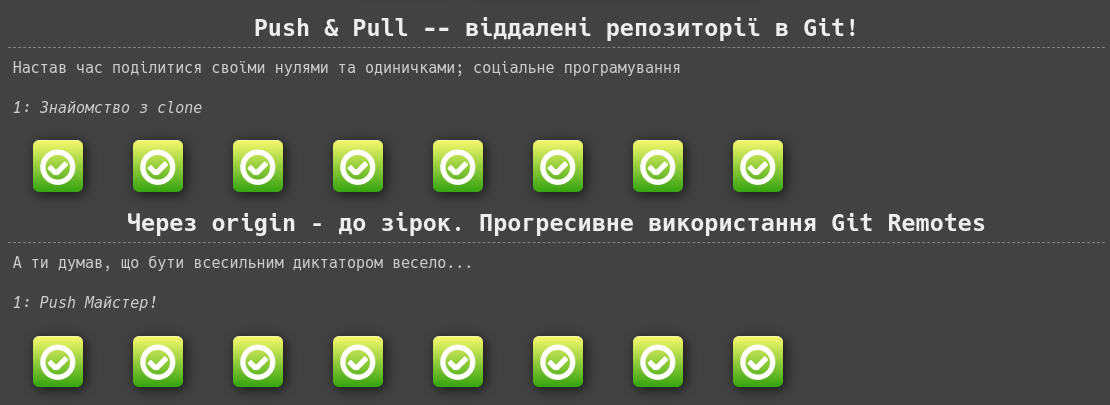 Push & Pull -- віддалені репозиторії в Git!
Настав час поділитися своїми нулями та одиничками; соціальне програмування
1: Знайомство з clone
Через origin - до зірок. Прогресивне використання Git Remotes
А ти думав, що бути всесильним диктатором весело...
1: Push Майстер!